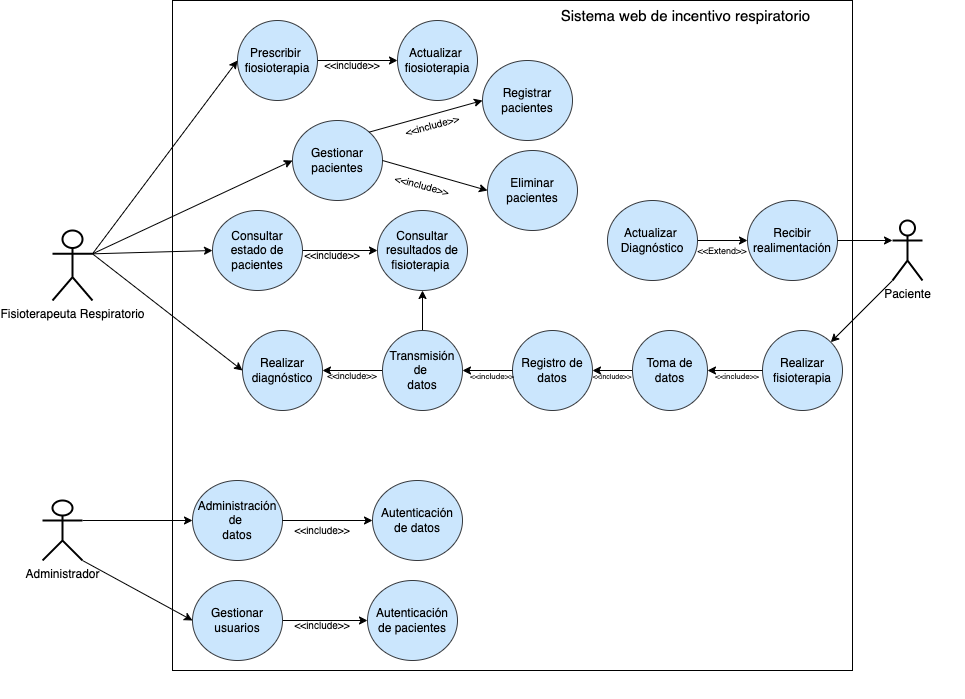 Sistema web de incentivo respiratorio
Prescribir
fiosioterapia
<<include>>
Actualizar
fiosioterapia
Registrar
pacientes
<<include>>
Gestionar
pacientes
<<include>>
Eliminar
pacientes
Consultar
estado de
pacientes
<<include>>
Consultar
resultados de
fisioterapia
Actualizar
Diagnóstico
<<Extend>>
Recibir
realimentación
Paciente
Fisioterapeuta Respiratorio
Realizar
diagnóstico
<<include>>
Transmisión
de
datos
<<include>>
Registro de
datos
<<include>>
Toma de
datos
<<include>>
Realizar
fisioterapia
Administración
de
datos
<<include>>
Autenticación
de datos
Administrador
Gestionar
usuarios
<<include>>
Autenticación
de pacientes